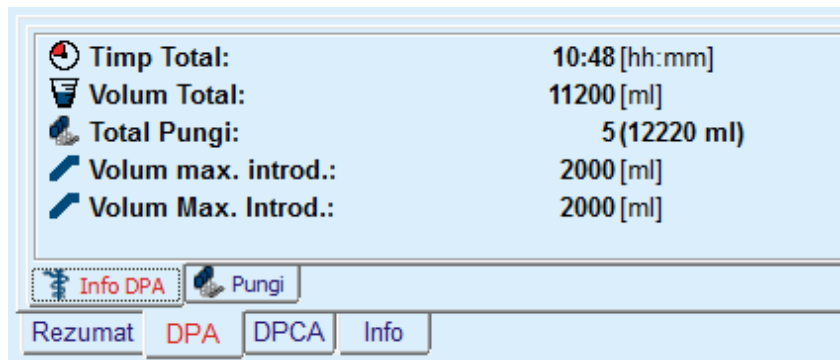 Timp Total: 10:48 [hh:mm]
Volum Total: 11200 [ml]
Total Pungi: 5 (12220 ml)
Volum max. introd.: 2000 [ml]
Volum Max. Introd.: 2000 [ml]
Info DPA Pungi
Rezumat DPA DPCA Info